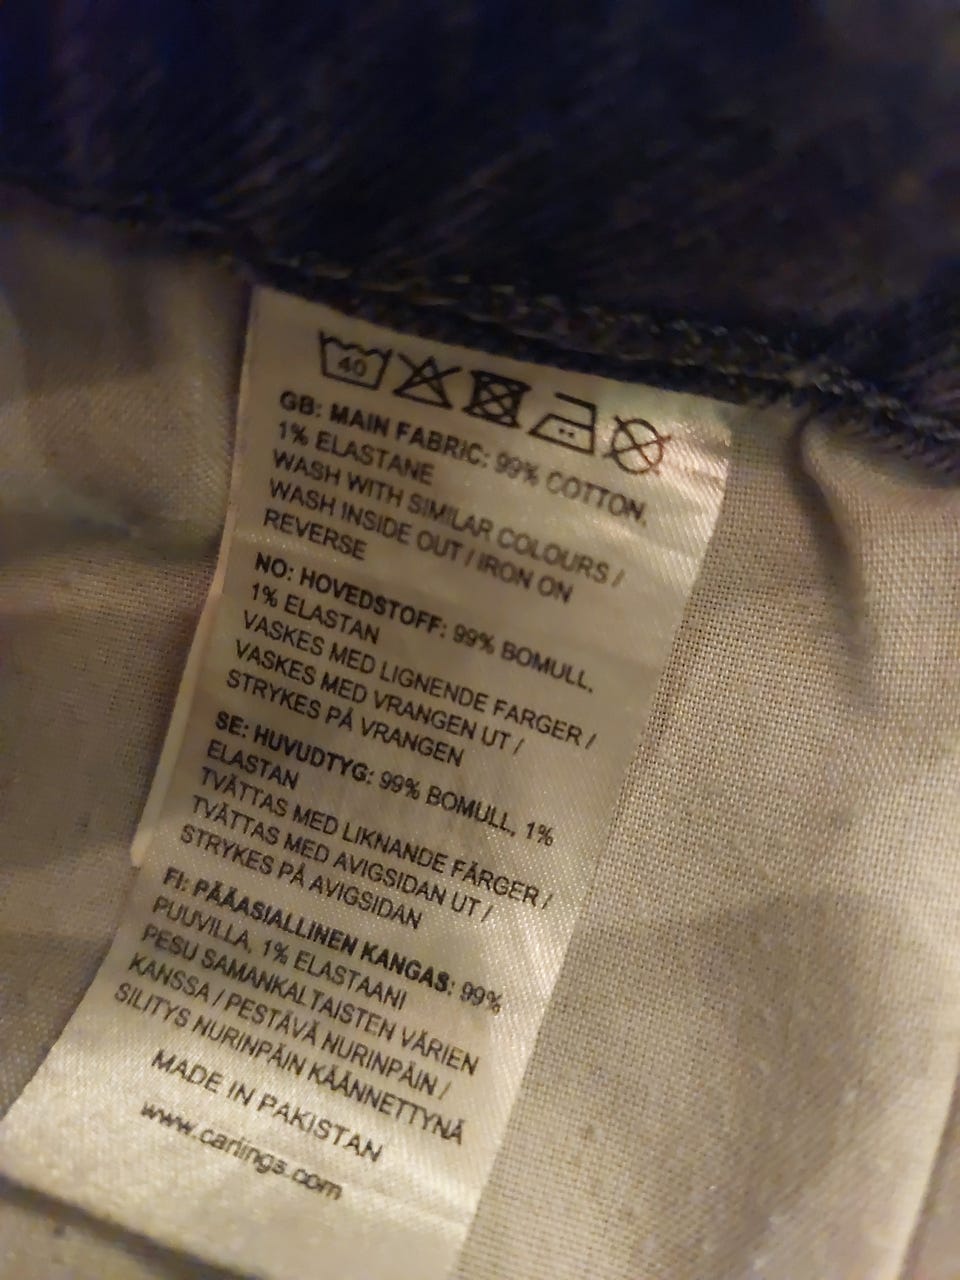 40
GB: MAIN FABRIC: 99% COTTON,
1% ELASTANE
WASH WITH SIMILAR COLOURS /
WASH INSIDE OUT / IRON ON
REVERSE
NO: HOVEDSTOFF: 99% BOMULL,
1% ELASTAN
VASKES MED LIGNENDE FARGER /
VASKES MED VRANGEN UT /
STRYKES PÅ VRANGEN
SE: HUVUDTYG: 99% BOMULL, 1%
ELASTAN
TVÄTTAS MED LIKNANDE FÄRGER /
TVÄTTAS MED AVIGSIDAN UT /
STRYKES PÅ AVIGSIDAN
FI: PÄÄASIALLINEN KANGAS: 99%
PUUVILLA, 1% ELASTAANI
PESU SAMANKALTAISTEN VÄRIEN
KANSSA / PESTÄVÄ NURINPÄIN /
SILITYS NURINPÄIN KÄÄNNETTYNÄ
MADE IN PAKISTAN
www.carlings.com